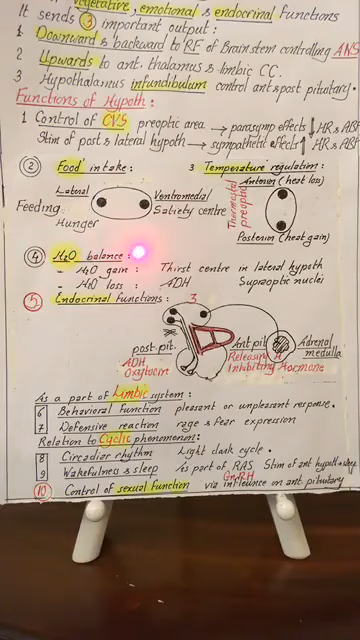 vegetative, emotional & endocrinal functions
It sends 3 important output:
1 Downward & backward to RF of Brainstem controlling ANS
2 Upwards to ant. thalamus & limbic CC.
3 Hypothalamus infundibulum control ant & post pituitary.
Functions of Hypoth:
1 Control of CVS preoptic area → parasymp effects ↓ HR & ABP
Stim of post & lateral hypoth → sympathetic effects ↑ HR & ABP
2 Food intake: 3 Temperature regulation:
Anterior (heat loss)
Lateral Ventromedial
Feeding Satiety centre
Hunger
Thermostat
preoptic
Posterior (heat gain)
4 H2O balance:
- H2O gain: Thirst centre in lateral hypoth
- H2O loss: ADH Supraoptic nuclei
5 Endocrinal Functions: 3
post-pit. Ant pit Adrenal medulla
ADH Releasing H
Oxytocin Inhibiting Hormone
As a part of Limbic system:
6 Behavioral Function pleasant or unpleasant response.
7 Defensive reaction rage & fear expression
Relation to Cyclic phenomenon:
8 Circadian rhythm Light dark cycle.
9 Wakefulness & sleep As part of RAS Stim of ant hypoth → sleep
GnRH
10 Control of sexual function via influence on ant pituitary